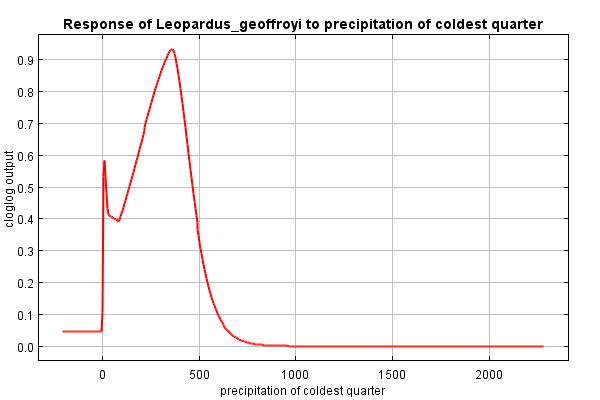 Response of Leopardus_geoffroyi to precipitation of coldest quarter
cloglog output
0.9
0.8
0.7
0.6
0.5
0.4
0.3
0.2
0.1
0.0
0 500 1000 1500 2000
precipitation of coldest quarter